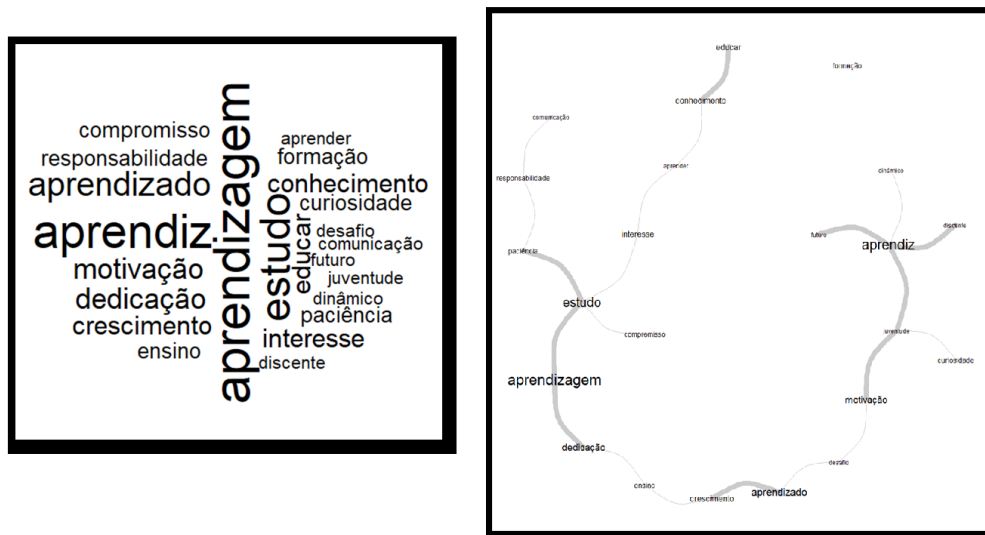 compromisso
responsabilidade
aprendizado
aprendiz
motivação
dedicação
crescimento
ensino
aprendizagem
estudo
educar
aprender
formação
conhecimento
curiosidade
desafio
comunicação
futuro
juventude
dinâmico
paciência
interesse
discente
educar
formação
conhecimento
comunicação
aprender
dinâmico
responsabilidade
discente
futuro
interesse
aprendiz
paciência
estudo
juventude
compromisso
curiosidade
aprendizagem
motivação
dedicação
desafio
ensino
aprendizado
crescimento